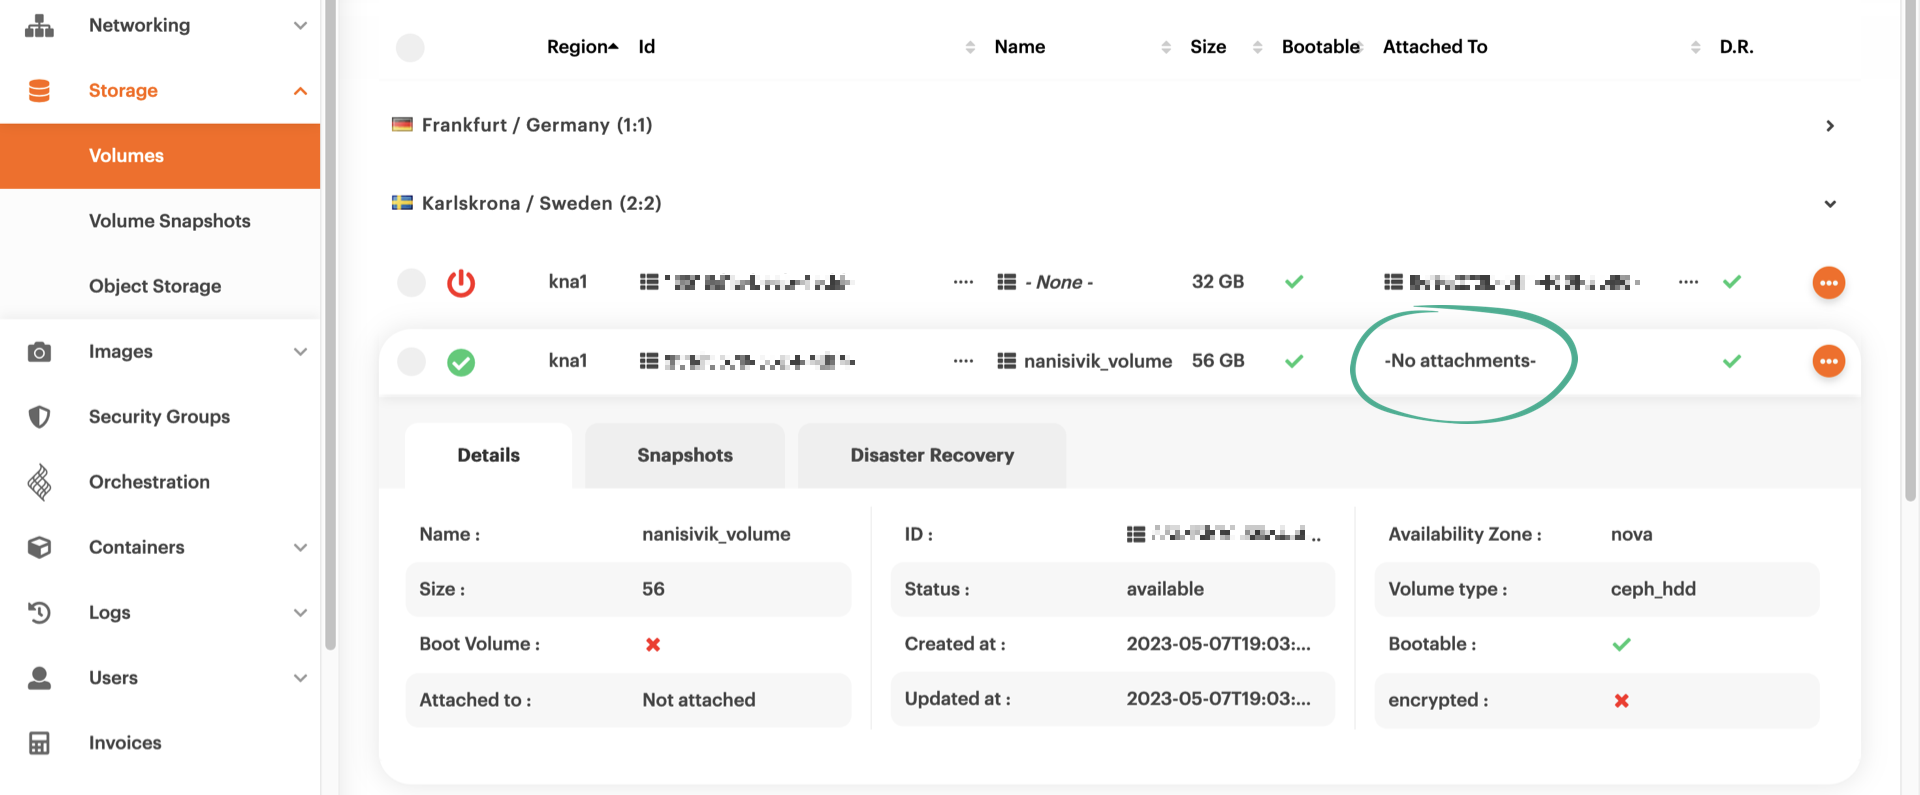 Networking
Storage
Volumes
Volume Snapshots
Object Storage
Images
Security Groups
Orchestration
Containers
Logs
Users
Invoices
Region Id Name Size Bootable Attached To D.R.
Frankfurt / Germany (1:1)
Karlskrona / Sweden (2:2)
kna1 .... - None - 32 GB ....
kna1 .... nanisivik_volume 56 GB -No attachments-
Details Snapshots Disaster Recovery
Name : nanisivik_volume ID : .. Availability Zone : nova
Size : 56 Status : available Volume type : ceph_hdd
Boot Volume : Created at : 2023-05-07T19:03:... Bootable :
Attached to : Not attached Updated at : 2023-05-07T19:03:... encrypted :